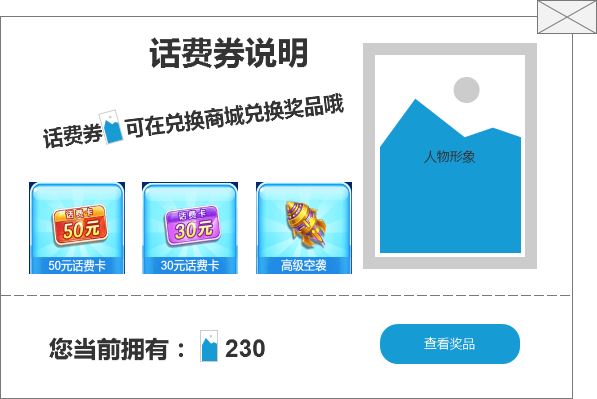 话费券说明
话费券可在兑换商城兑换奖品哦
人物形象
话费卡
50元
50元话费卡
话费卡
30元
30元话费卡
高级空袭
您当前拥有： 230
查看奖品